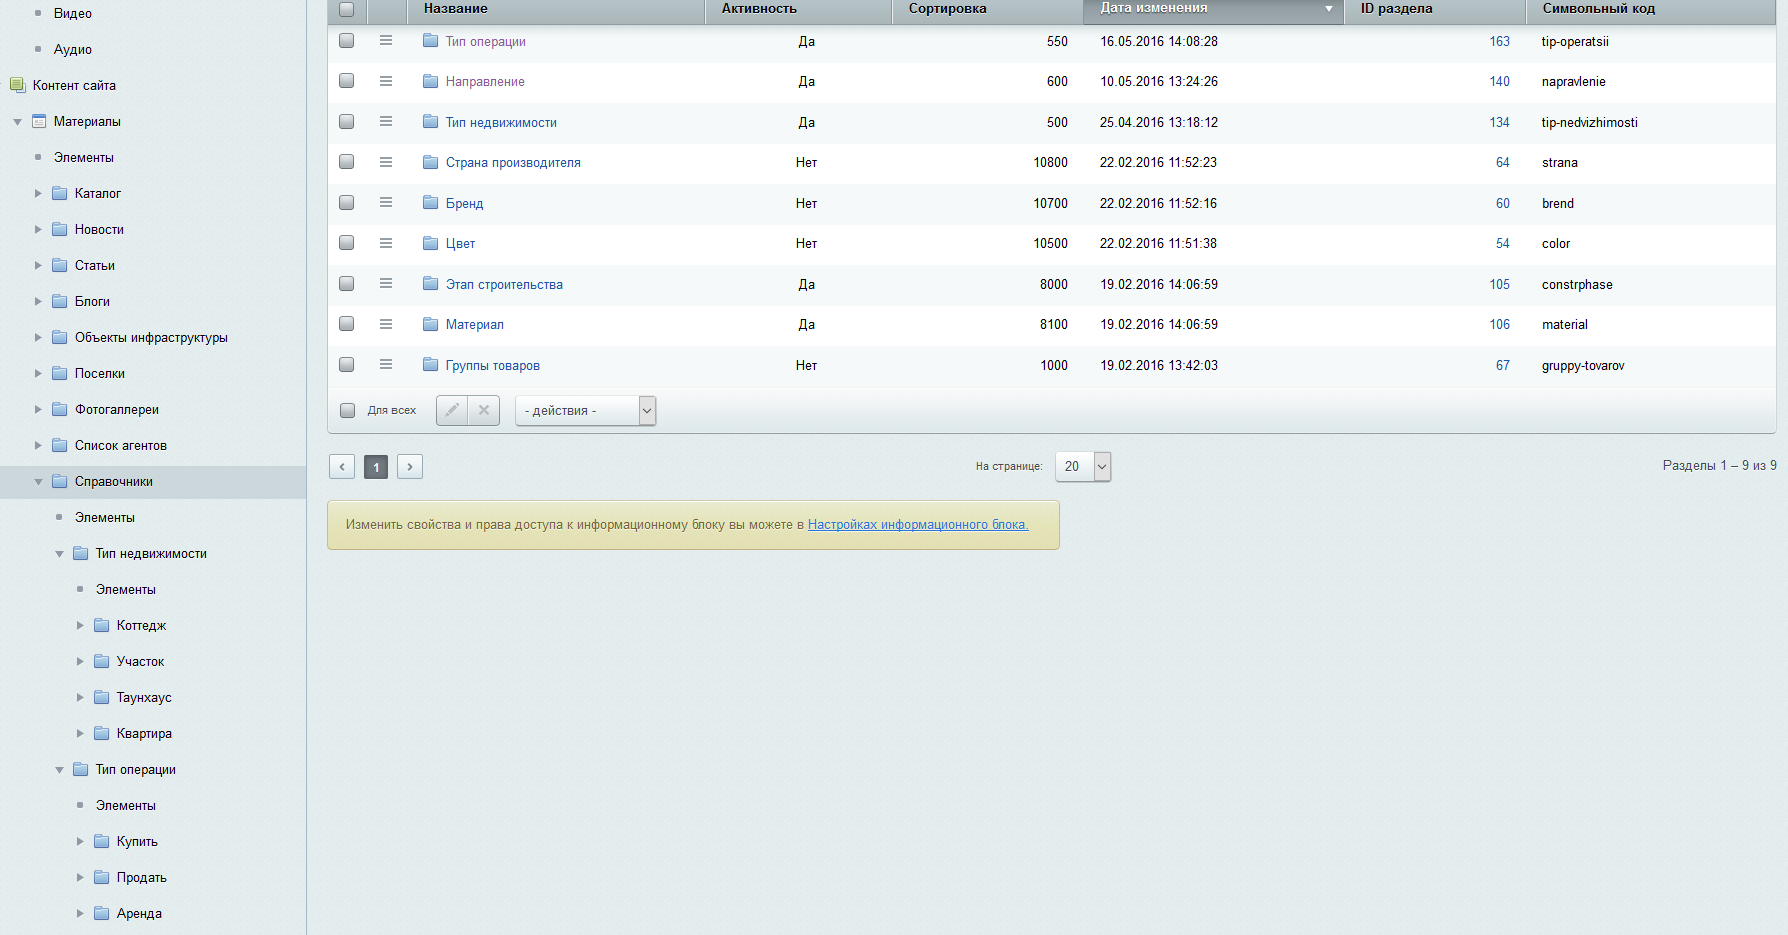 Видео
Аудио
Контент сайта
Материалы
Элементы
Каталог
Новости
Статьи
Блоги
Объекты инфраструктуры
Поселки
Фотогаллереи
Список агентов
Справочники
Элементы
Тип недвижимости
Элементы
Коттедж
Участок
Таунхаус
Квартира
Тип операции
Элементы
Купить
Продать
Аренда
Название Активность Сортировка Дата изменения ID раздела Символьный код
Тип операции Да 550 16.05.2016 14:08:28 163 tip-operatsii
Направление Да 600 10.05.2016 13:24:26 140 napravlenie
Тип недвижимости Да 500 25.04.2016 13:18:12 134 tip-nedvizhimosti
Страна производителя Нет 10800 22.02.2016 11:52:23 64 strana
Бренд Нет 10700 22.02.2016 11:52:16 60 brend
Цвет Нет 10500 22.02.2016 11:51:38 54 color
Этап строительства Да 8000 19.02.2016 14:06:59 105 constrphase
Материал Да 8100 19.02.2016 14:06:59 106 material
Группы товаров Нет 1000 19.02.2016 13:42:03 67 gruppy-tovarov
Для всех - действия -
1 На странице: 20 Разделы 1 – 9 из 9
Изменить свойства и права доступа к информационному блоку вы можете в Настройках информационного блока.